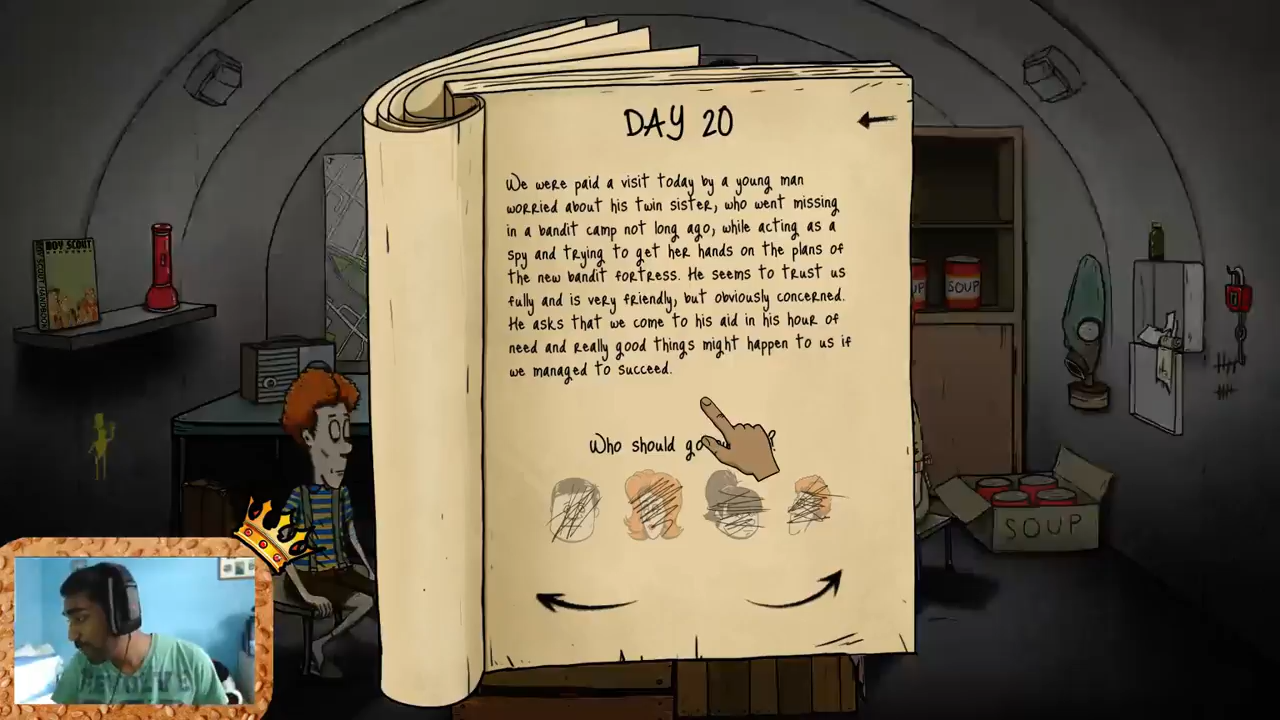 DAY 20
We were paid a visit today by a young man
worried about his twin sister, who went missing
in a bandit camp not long ago, while acting as a
spy and trying to get her hands on the plans of
the new bandit fortress. He seems to trust us
fully and is very friendly, but obviously concerned.
He asks that we come to his aid in his hour of
need and really good things might happen to us if
we managed to succeed.
Who should go ?
BOY SCOUT
SOUP
SOUP